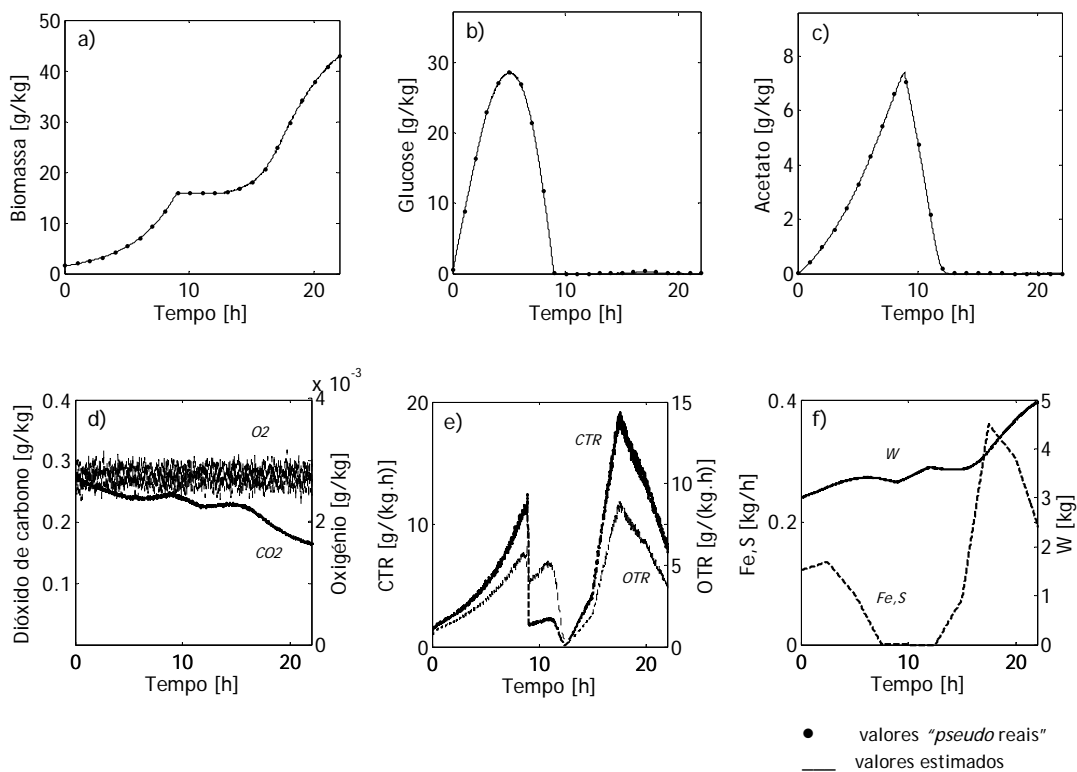 a)
Biomassa [g/kg]
50
40
30
20
10
0
0
10
20
Tempo [h]
b)
Glucose [g/kg]
30
20
10
0
0
10
20
Tempo [h]
c)
Acetato [g/kg]
8
6
4
2
0
0
10
20
Tempo [h]
d)
Dióxido de carbono [g/kg]
0.4
0.3
0.2
0.1
O2
CO2
x 10-3
4
2
0
Oxigénio [g/kg]
0
10
20
Tempo [h]
e)
CTR [g/(kg.h)]
20
10
0
CTR
OTR
15
10
5
0
OTR [g/(kg.h)]
0
10
20
Tempo [h]
f)
Fe,S [kg/h]
0.4
0.2
0
W
Fe,S
5
4
3
2
1
0
W [kg]
0
10
20
Tempo [h]
valores “pseudo reais”
valores estimados